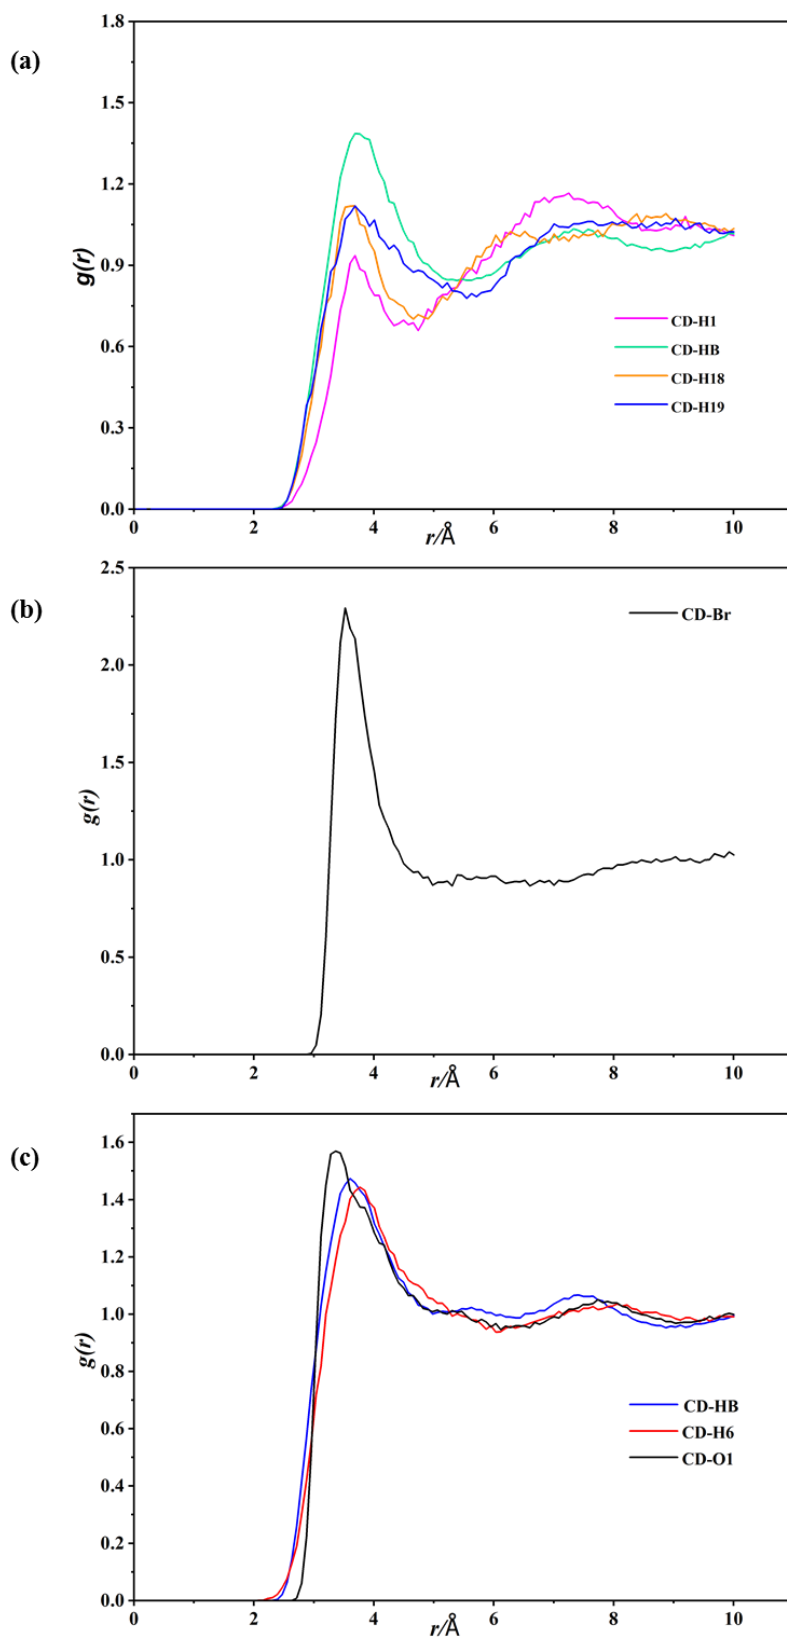 (a)
1.8
1.5
1.2
0.9
0.6
0.3
0.0
g(r)
CD-H1
CD-HB
CD-H18
CD-H19
0 2 4 6 8 10
r/Å
(b)
2.5
2.0
1.5
1.0
0.5
0.0
g(r)
CD-Br
0 2 4 6 8 10
r/Å
(c)
1.6
1.4
1.2
1.0
0.8
0.6
0.4
0.2
0.0
g(r)
CD-HB
CD-H6
CD-O1
0 2 4 6 8 10
r/Å